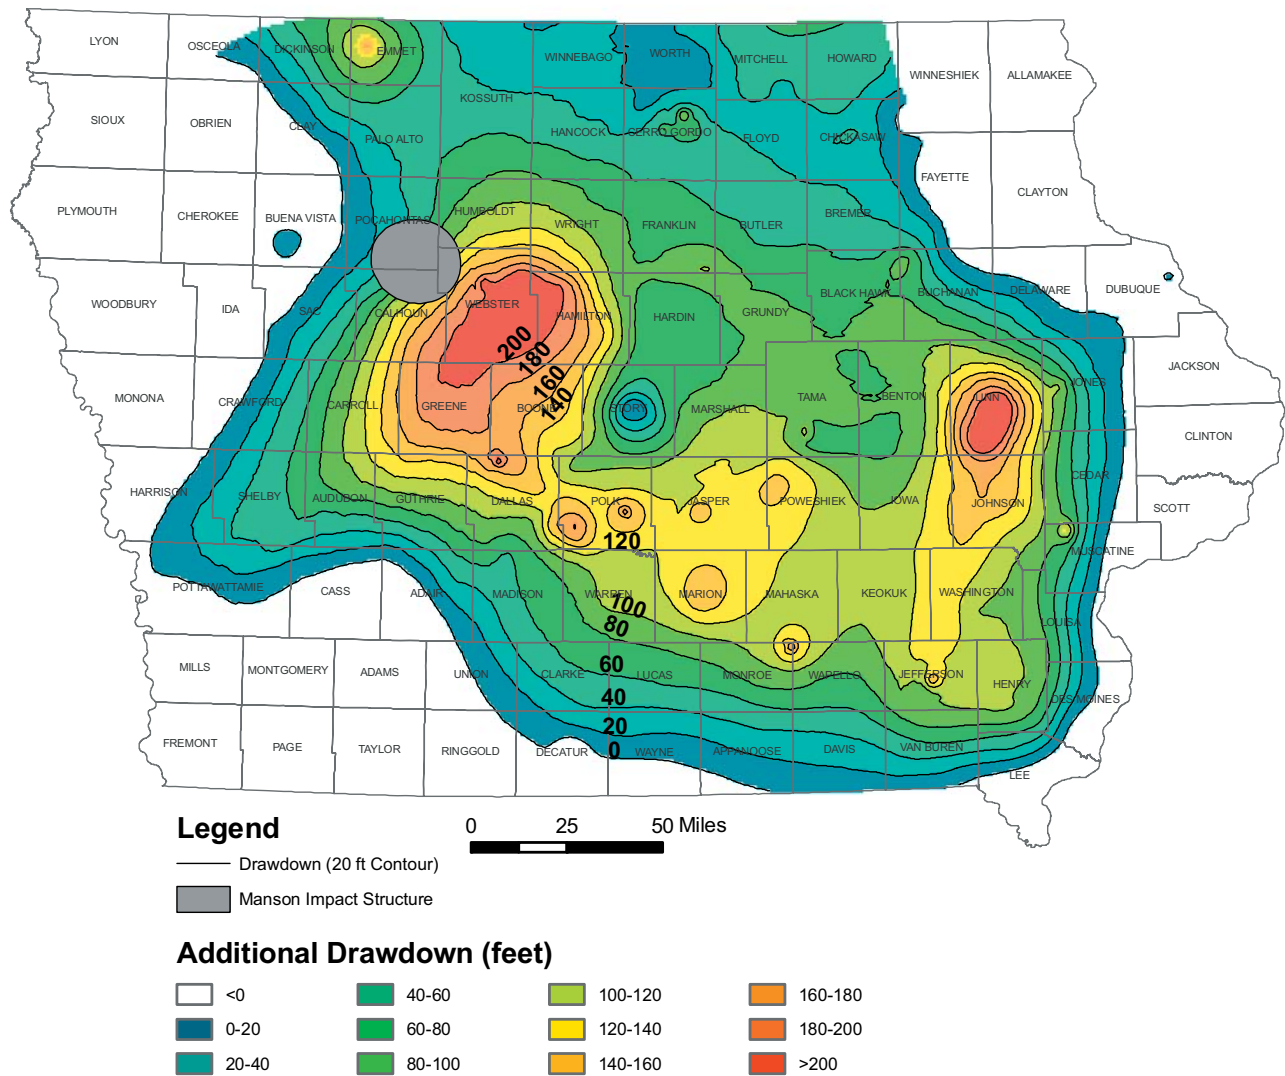 LYON
OSCEOLA
DICKINSON
EMMET
WINNEBAGO
WORTH
MITCHELL
HOWARD
WINNESHIEK
ALLAMAKEE
KOSSUTH
SIOUX
OBRIEN
CLAY
PALO ALTO
HANCOCK
CERRO GORDO
FLOYD
CHICKASAW
FAYETTE
CLAYTON
PLYMOUTH
CHEROKEE
BUENA VISTA
POCAHONTAS
HUMBOLDT
WRIGHT
FRANKLIN
BUTLER
BREMER
WOODBURY
IDA
SAC
CALHOUN
WEBSTER
HAMILTON
HARDIN
GRUNDY
BLACK HAWK
BUCHANAN
DELAWARE
DUBUQUE
200
180
160
140
JACKSON
MONONA
CRAWFORD
CARROLL
GREENE
BOONE
STORY
MARSHALL
TAMA
BENTON
LINN
JONES
CLINTON
HARRISON
SHELBY
AUDUBON
GUTHRIE
DALLAS
POLK
JASPER
POWESHIEK
IOWA
JOHNSON
CEDAR
SCOTT
120
MUSCATINE
POTTAWATTAMIE
CASS
ADAIR
MADISON
WARREN
MARION
MAHASKA
KEOKUK
WASHINGTON
LOUISA
100
80
MILLS
MONTGOMERY
ADAMS
UNION
CLARKE
60
LUCAS
MONROE
WAPELLO
JEFFERSON
HENRY
DES MOINES
40
20
FREMONT
PAGE
TAYLOR
RINGGOLD
DECATUR
0
WAYNE
APPANOOSE
DAVIS
VAN BUREN
LEE
Legend
0 25 50 Miles
Drawdown (20 ft Contour)
Manson Impact Structure
Additional Drawdown (feet)
<0 40-60 100-120 160-180
0-20 60-80 120-140 180-200
20-40 80-100 140-160 >200